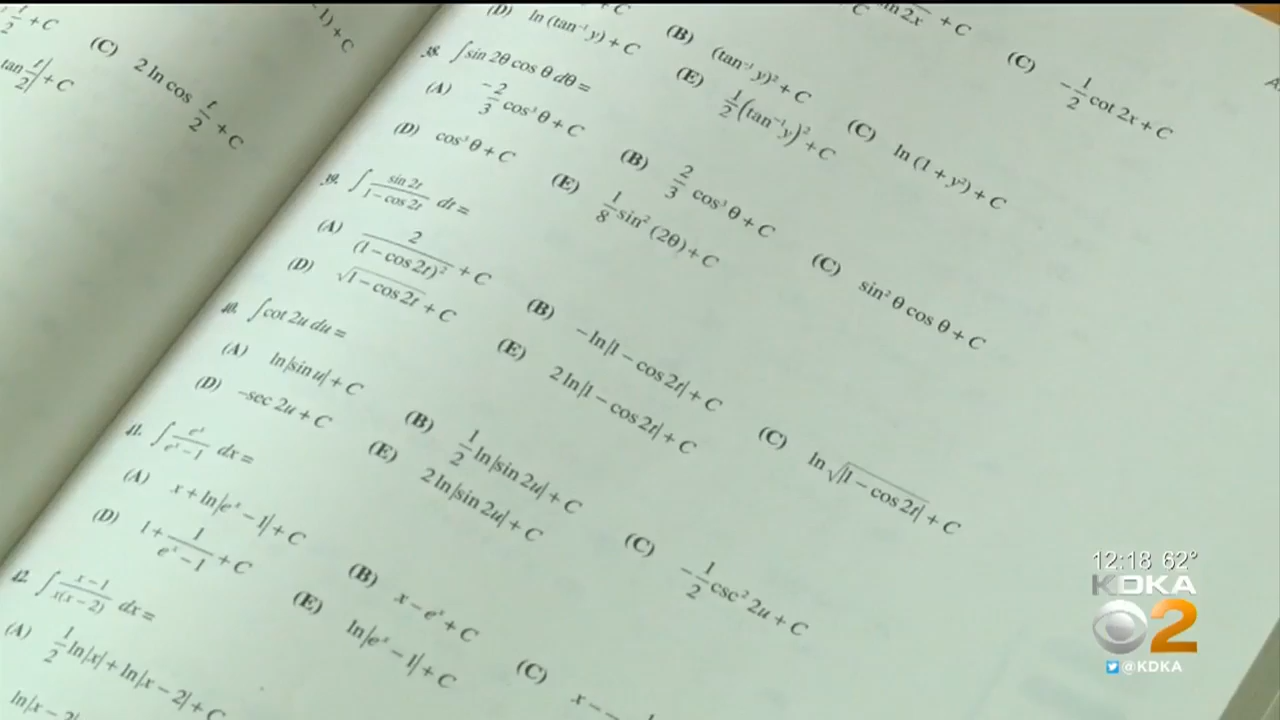 + C
tan t/2| + C
(C) 2 ln cos t/2 + C
− 1) + C
(D) ln (tan⁻¹ y) + C
(B) (tan⁻¹ y)² + C
(E) 1/2 (tan⁻¹ y)² + C
(C) ln (1 + y²) + C
2x + C
(C) −1/2 cot 2x + C
38. ∫ sin 2θ cos θ dθ =
(A) −2/3 cos³ θ + C
(B) 2/3 cos³ θ + C
(C) sin² θ cos θ + C
(D) cos³ θ + C
(E) 1/8 sin² (2θ) + C
39. ∫ sin 2t/(1 − cos 2t) dt =
(A) 2/(1 − cos 2t)² + C
(B) −ln|1 − cos 2t| + C
(C) ln √|1 − cos 2t| + C
(D) √1 − cos 2t + C
(E) 2 ln|1 − cos 2t| + C
40. ∫ cot 2u du =
(A) ln|sin u| + C
(B) 1/2 ln|sin 2u| + C
(C) −1/2 csc² 2u + C
(D) −sec 2u + C
(E) 2 ln|sin 2u| + C
41. ∫ eˣ/(eˣ − 1) dx =
(A) x + ln|eˣ − 1| + C
(B) x − eˣ + C
(C) x −
(D) 1 + 1/(eˣ − 1) + C
(E) ln|eˣ − 1| + C
42. ∫ (x − 1)/(x(x − 2)) dx =
(A) 1/2 ln|x| + ln|x − 2| + C
ln|x − 2|
12:18 62°
KDKA
2
@KDKA